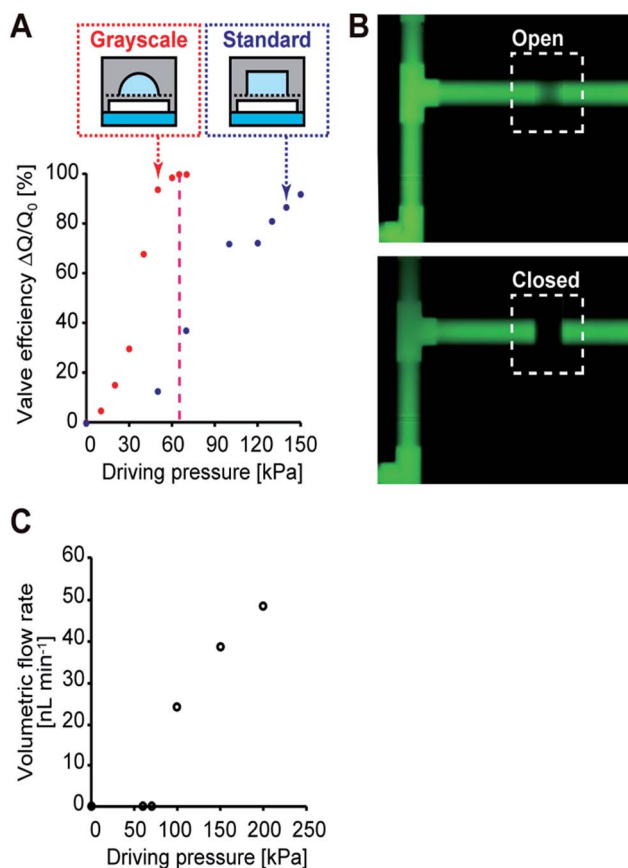 A
Grayscale
Standard
Valve effciency ΔQ/Q0 [%]
100
80
60
40
20
0
0 30 60 90 120 150
Driving pressure [kPa]
B
Open
Closed
C
Volumetric flow rate
[nL min-1]
60
50
40
30
20
10
0
0 50 100 150 200 250
Driving pressure [kPa]